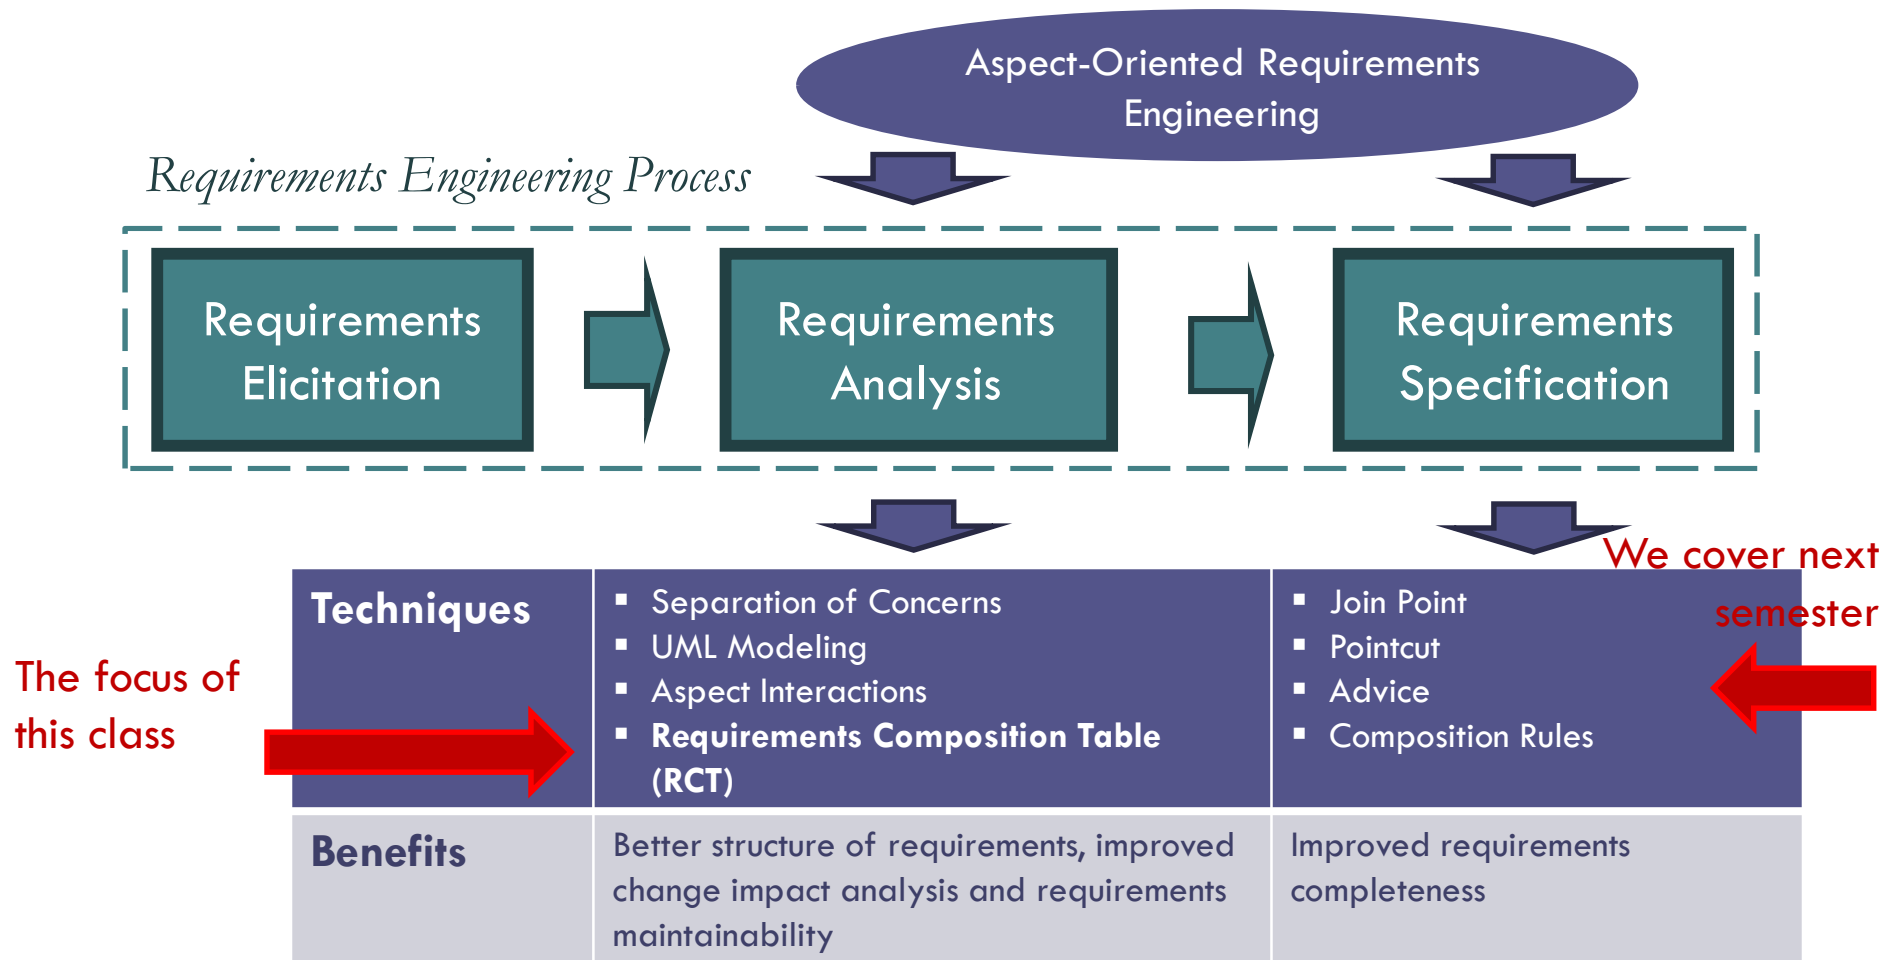 Aspect-Oriented Requirements
Engineering
Requirements Engineering Process
Requirements
Elicitation
Requirements
Analysis
Requirements
Specification
We cover next
semester
The focus of
this class
Techniques
▪ Separation of Concerns
▪ UML Modeling
▪ Aspect Interactions
▪ Requirements Composition Table
(RCT)
▪ Join Point
▪ Pointcut
▪ Advice
▪ Composition Rules
Benefits
Better structure of requirements, improved
change impact analysis and requirements
maintainability
Improved requirements
completeness